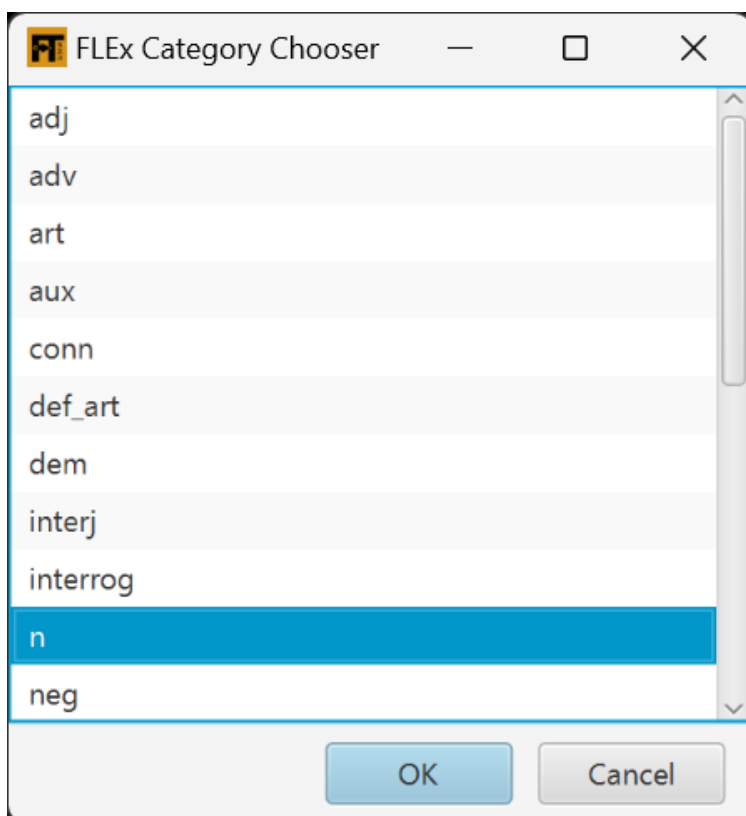 FLEx Category Chooser
adj
adv
art
aux
conn
def_art
dem
interj
interrog
n
neg
OK Cancel